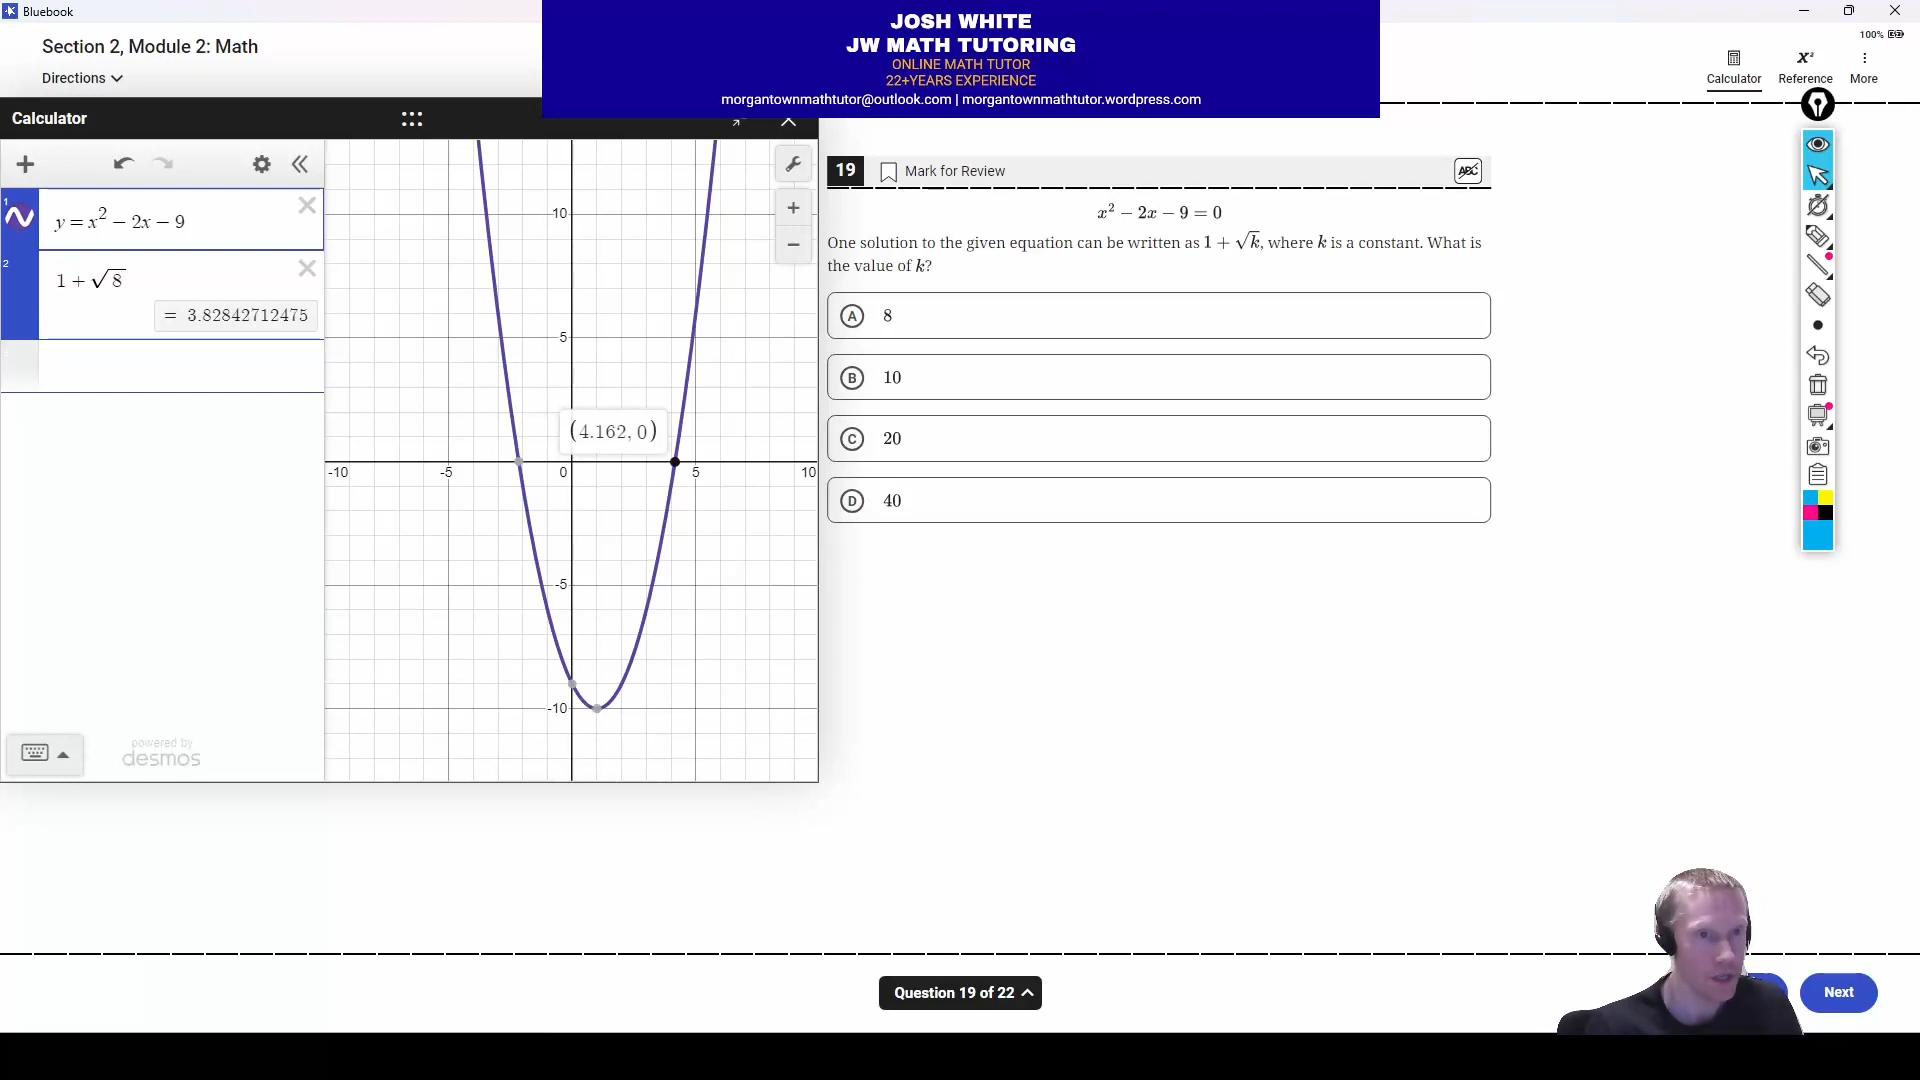 Bluebook
Section 2, Module 2: Math
Directions
JOSH WHITE
JW MATH TUTORING
ONLINE MATH TUTOR
22+YEARS EXPERIENCE
morgantownmathtutor@outlook.com | morgantownmathtutor.wordpress.com
100%
Calculator
Reference
More
Calculator
1
y = x² − 2x − 9
2
1 + √8
= 3.82842712475
3
powered by
desmos
10
5
(4.162, 0)
-10
-5
0
5
10
-5
-10
19
Mark for Review
ABC
x² − 2x − 9 = 0
One solution to the given equation can be written as 1 + √k, where k is a constant. What is
the value of k?
A 8
B 10
C 20
D 40
Question 19 of 22
Next